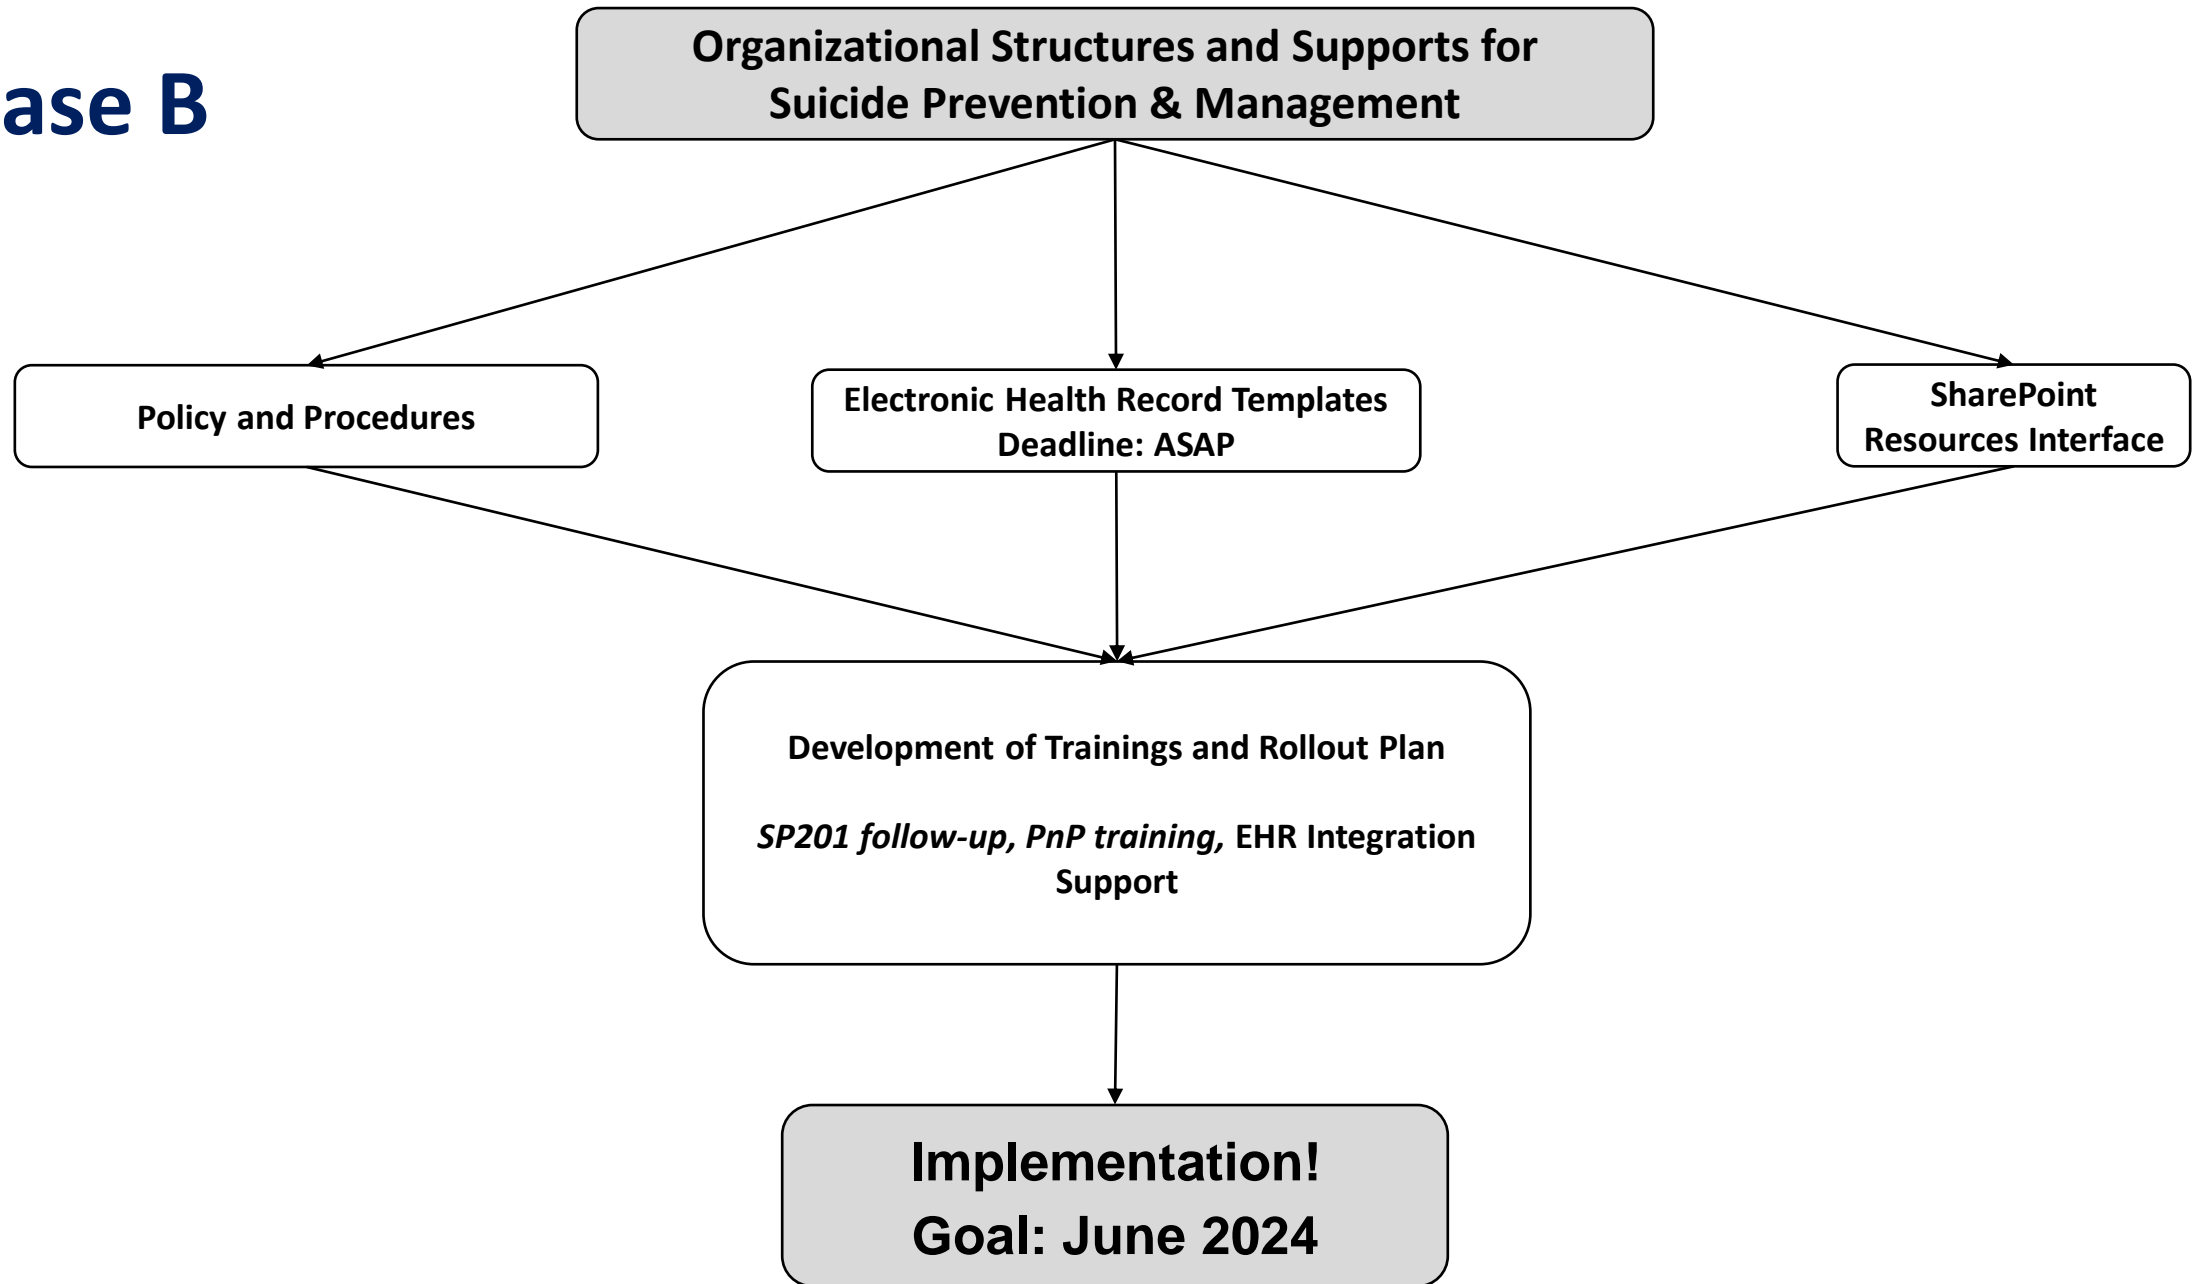 ase B
Organizational Structures and Supports for
Suicide Prevention & Management
Policy and Procedures
Electronic Health Record Templates
Deadline: ASAP
SharePoint
Resources Interface
Development of Trainings and Rollout Plan
SP201 follow-up, PnP training, EHR Integration
Support
Implementation!
Goal: June 2024